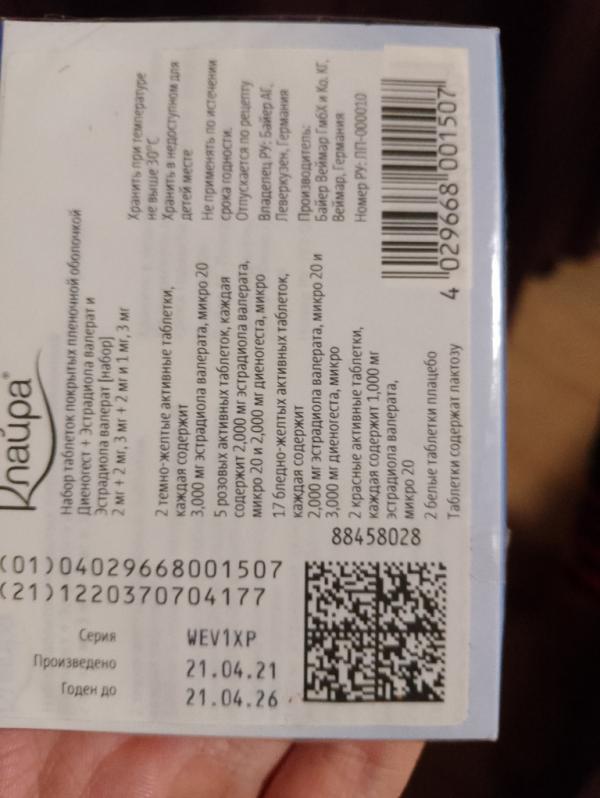 Клайра®
Набор таблеток покрытых пленочной оболочкой
Диеногест + Эстрадиола валерат и
Эстрадиола валерат [набор]
2 мг + 2 мг, 3 мг + 2 мг и 1 мг, 3 мг
2 темно-желтые активные таблетки,
каждая содержит
3,000 мг эстрадиола валерата, микро 20
5 розовых активных таблеток, каждая
содержит 2,000 мг эстрадиола валерата,
микро 20 и 2,000 мг диеногеста, микро
17 бледно-желтых активных таблеток,
каждая содержит
2,000 мг эстрадиола валерата, микро 20 и
3,000 мг диеногеста, микро
2 красные активные таблетки,
каждая содержит 1,000 мг
эстрадиола валерата,
микро 20
2 белые таблетки плацебо
Таблетки содержат лактозу
Хранить при температуре
не выше 30°C
Хранить в недоступном для
детей месте
Не применять по истечении
срока годности.
Отпускается по рецепту
Владелец РУ: Байер АГ,
Леверкузен, Германия
Производитель:
Байер Веймар ГмбХ и Ко. КГ,
Веймар, Германия
Номер РУ: ЛП-000010
4 029668 001507
88458028
(01)04029668001507
(21)1220370704177
Серия WEV1XP
Произведено 21.04.21
Годен до 21.04.26